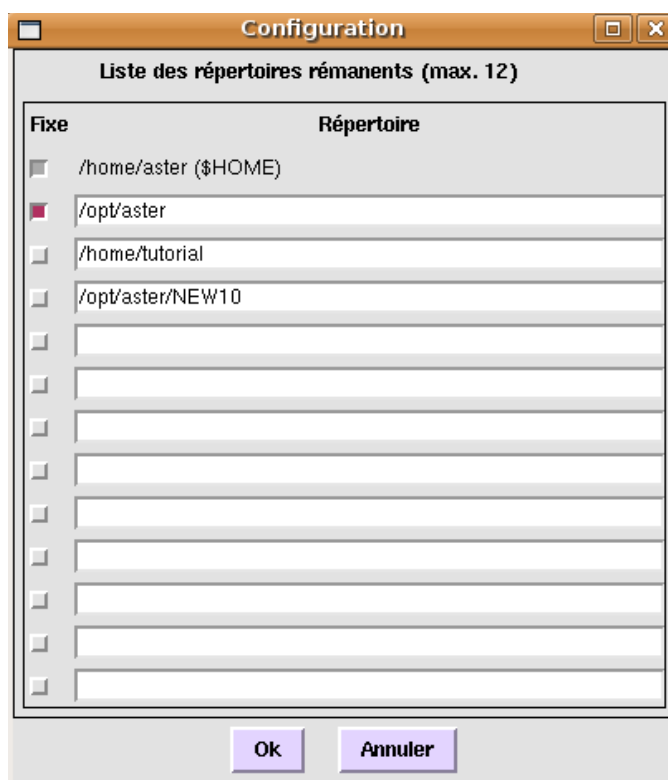 Configuration
Liste des répertoires rémanents (max. 12)
Fixe Répertoire
/home/aster ($HOME)
/opt/aster
/home/tutorial
/opt/aster/NEW10
Ok Annuler